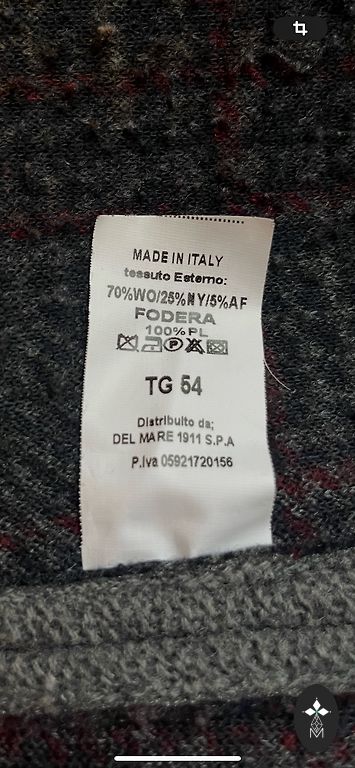 MADE IN ITALY
tessuto Esterno:
70%WO/25%NY/5%AF
FODERA
100%PL
P
TG 54
Distribuito da;
DEL MARE 1911 S.P.A
P.Iva 05921720156
M